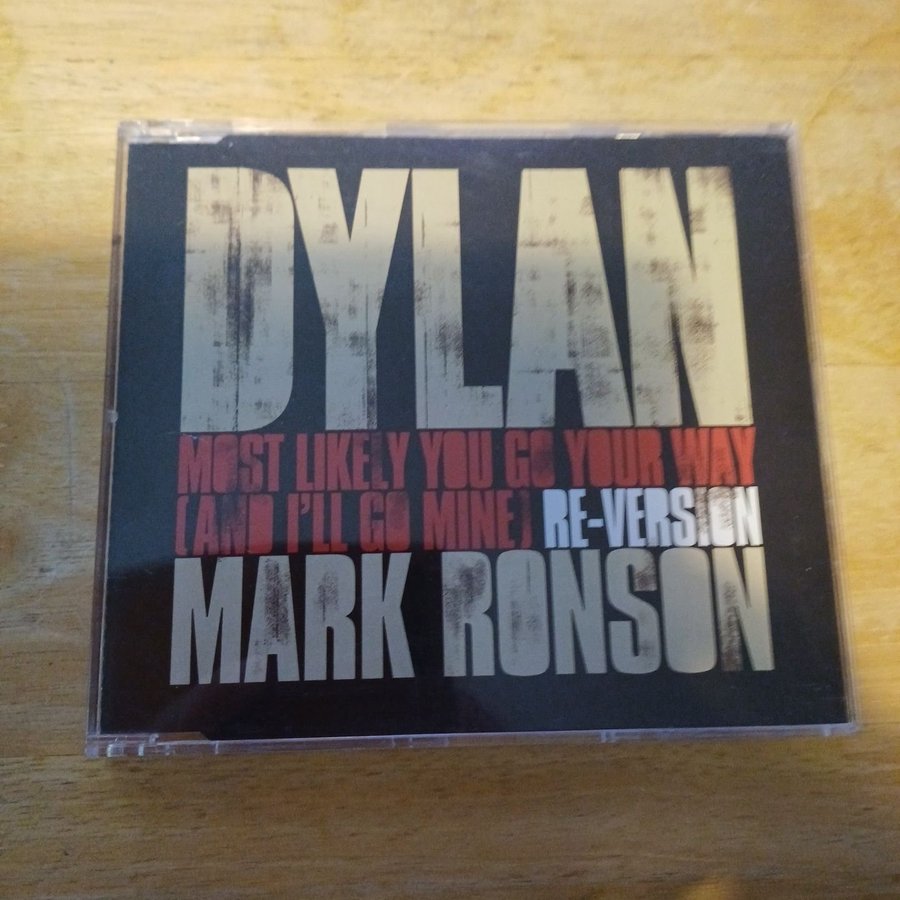 DYLAN
MOST LIKELY YOU GO YOUR WAY
(AND I'LL GO MINE) RE-VERSION
MARK RONSON